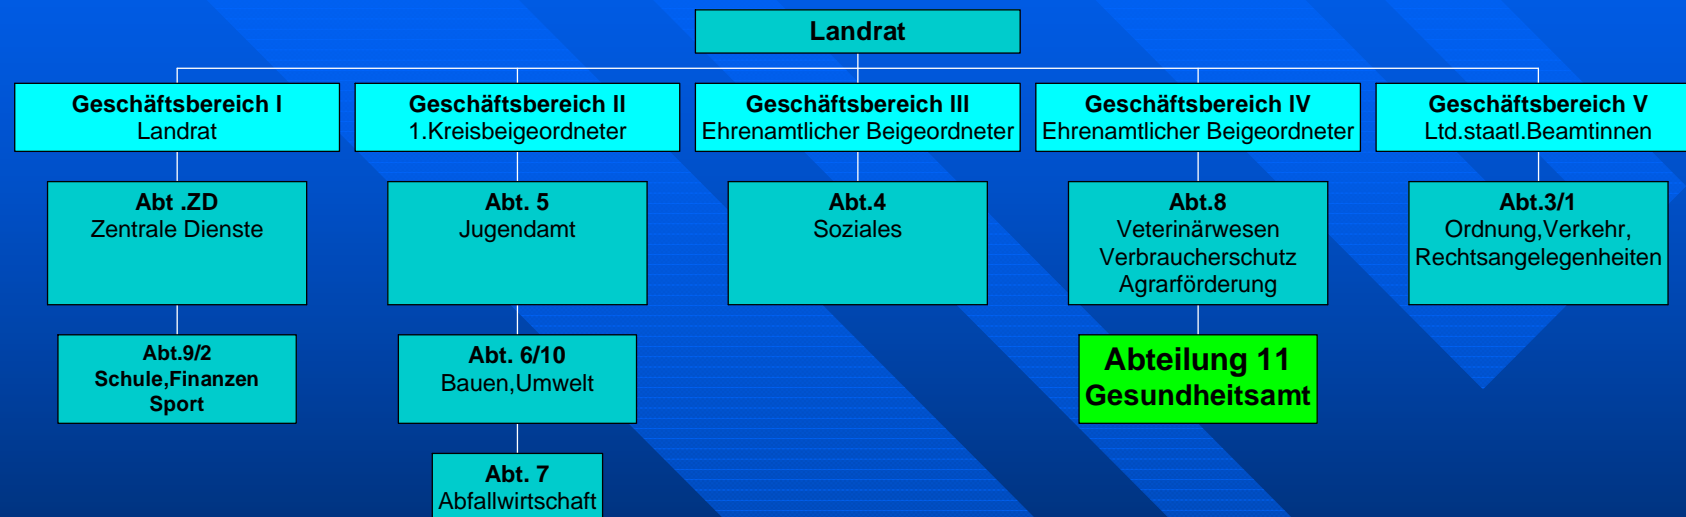 Landrat
Geschäftsbereich I
Landrat
Geschäftsbereich II
1.Kreisbeigeordneter
Geschäftsbereich III
Ehrenamtlicher Beigeordneter
Geschäftsbereich IV
Ehrenamtlicher Beigeordneter
Geschäftsbereich V
Ltd.staatl.Beamtinnen
Abt .ZD
Zentrale Dienste
Abt. 5
Jugendamt
Abt.4
Soziales
Abt.8
Veterinärwesen
Verbraucherschutz
Agrarförderung
Abt.3/1
Ordnung,Verkehr,
Rechtsangelegenheiten
Abt.9/2
Schule,Finanzen
Sport
Abt. 6/10
Bauen,Umwelt
Abteilung 11
Gesundheitsamt
Abt. 7
Abfallwirtschaft